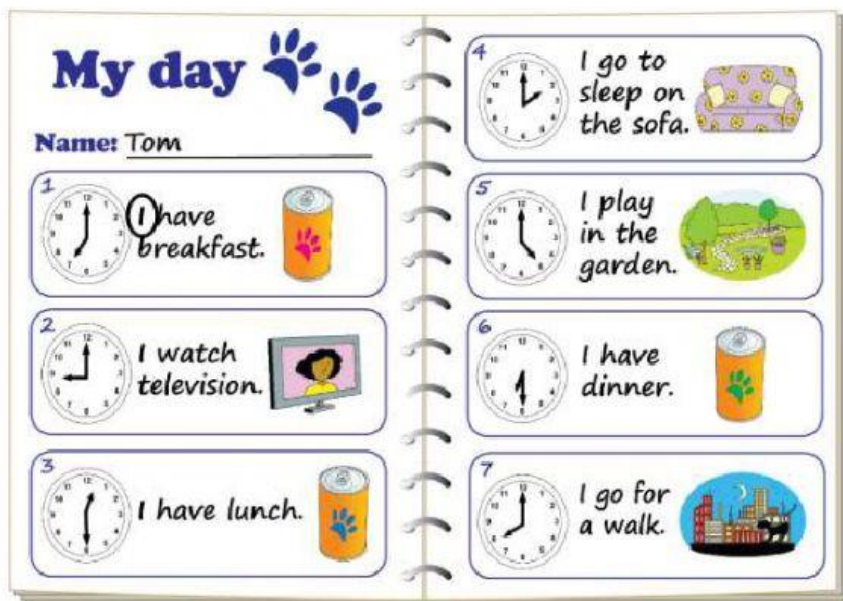 My day
Name: Tom
1
I have
breakfast.
2
I watch
television.
3
I have lunch.
4
I go to
sleep on
the sofa.
5
I play
in the
garden.
6
I have
dinner.
7
I go for
a walk.